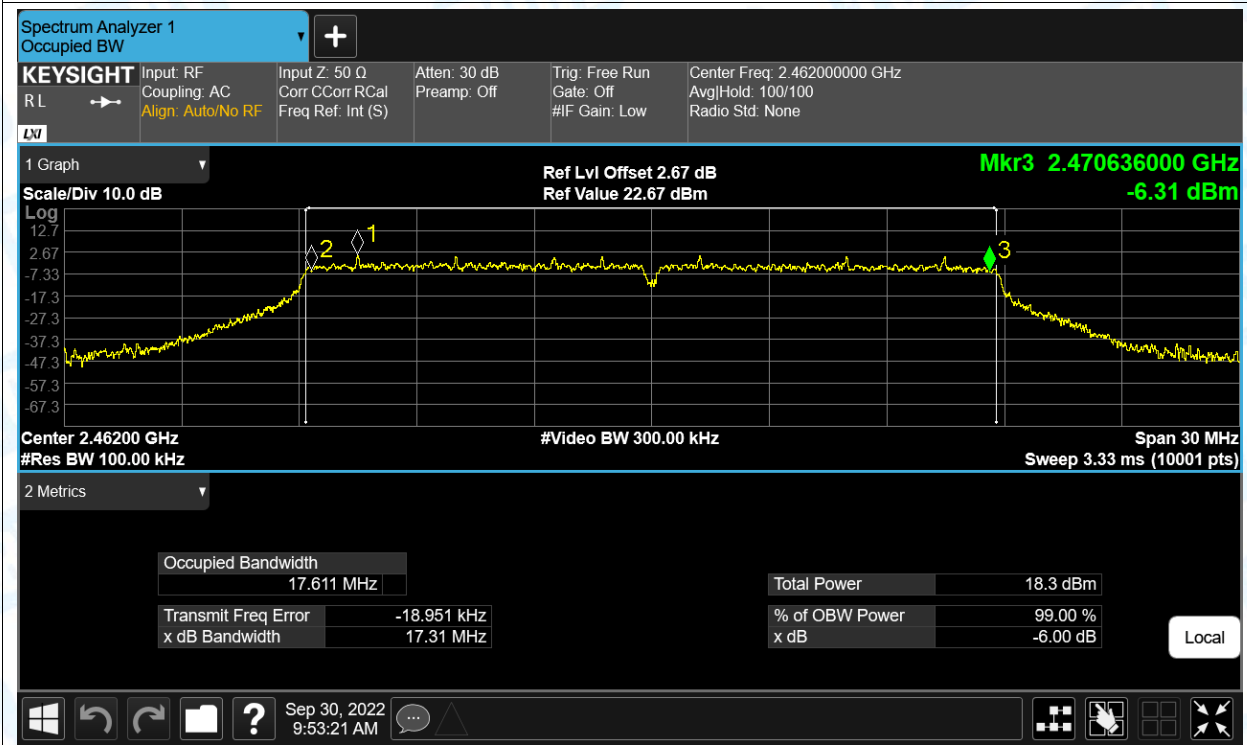 Spectrum Analyzer 1
Occupied BW
KEYSIGHT
R L
LXI
Input: RF
Coupling: AC
Align: Auto/No RF
Input Z: 50 Ω
Corr CCorr RCal
Freq Ref: Int (S)
Atten: 30 dB
Preamp: Off
Trig: Free Run
Gate: Off
#IF Gain: Low
Center Freq: 2.462000000 GHz
Avg|Hold: 100/100
Radio Std: None
1 Graph
Scale/Div 10.0 dB
Ref Lvl Offset 2.67 dB
Ref Value 22.67 dBm
Mkr3 2.470636000 GHz
-6.31 dBm
Log
12.7
2.67
-7.33
-17.3
-27.3
-37.3
-47.3
-57.3
-67.3
2
1
3
Center 2.46200 GHz
#Video BW 300.00 kHz
Span 30 MHz
#Res BW 100.00 kHz
Sweep 3.33 ms (10001 pts)
2 Metrics
Occupied Bandwidth
17.611 MHz
Transmit Freq Error -18.951 kHz
x dB Bandwidth 17.31 MHz
Total Power 18.3 dBm
% of OBW Power 99.00 %
x dB -6.00 dB
Local
?
Sep 30, 2022
9:53:21 AM